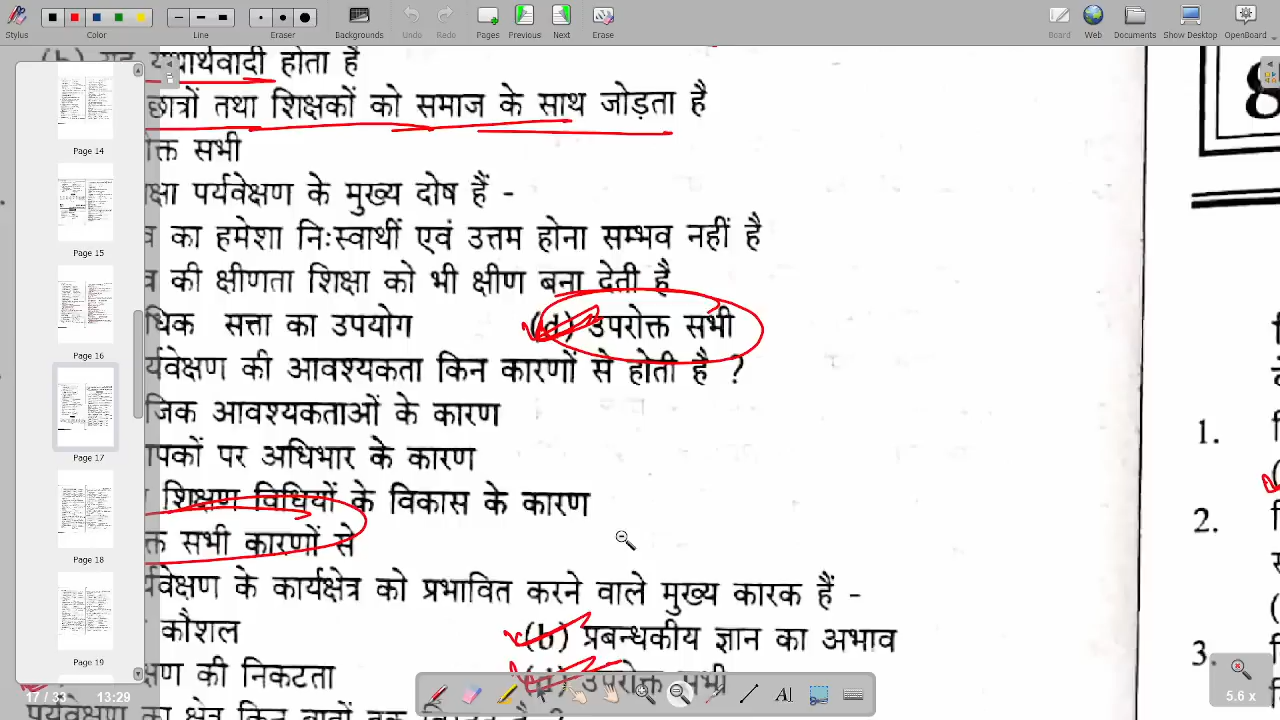 Stylus
Color
Line
Eraser
Backgrounds
Undo
Redo
Pages
Previous
Next
Erase
Board
Web
Documents
Show Desktop
OpenBoard
यथार्थवादी होता है
छात्रों तथा शिक्षकों को समाज के साथ जोड़ता है
सभी
पर्यवेक्षण के मुख्य दोष हैं -
का हमेशा निःस्वार्थी एवं उत्तम होना सम्भव नहीं है
की क्षीणता शिक्षा को भी क्षीण बना देती है
सत्ता का उपयोग (d) उपरोक्त सभी
की आवश्यकता किन कारणों से होती है ?
आवश्यकताओं के कारण
पर अधिभार के कारण
शिक्षण विधियों के विकास के कारण
सभी कारणों से
के कार्यक्षेत्र को प्रभावित करने वाले मुख्य कारक हैं -
कौशल (b) प्रबन्धकीय ज्ञान का अभाव
की निकटता (d) उपरोक्त सभी
पर्यवेक्षण का क्षेत्र किन बातों
Page 14
Page 15
Page 16
Page 17
Page 18
Page 19
17 / 33 13:29
8
1.
2.
3.
5.6 x